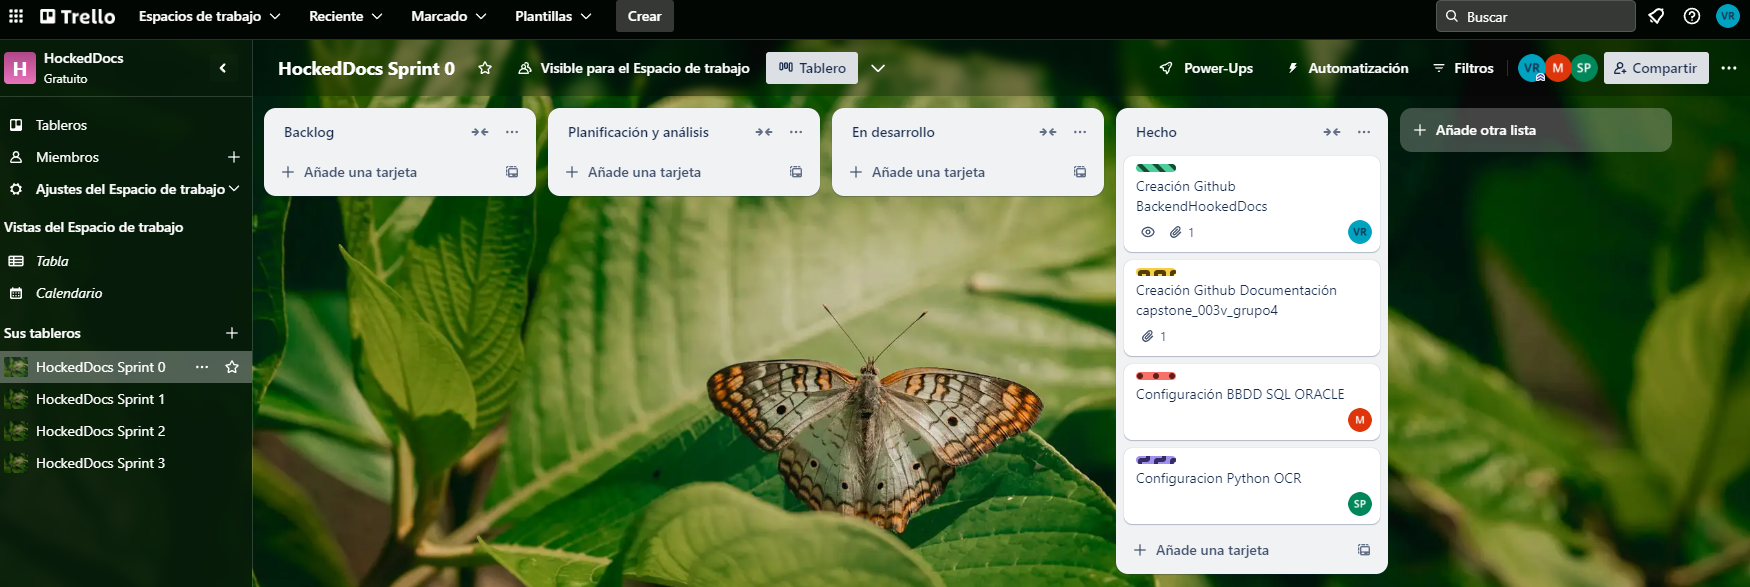 Trello
Espacios de trabajo
Reciente
Marcado
Plantillas
Crear
Buscar
VR
H
HockedDocs
Gratuito
HockedDocs Sprint 0
Visible para el Espacio de trabajo
Tablero
Power-Ups
Automatización
Filtros
VR
M
SP
Compartir
Tableros
Miembros
Ajustes del Espacio de trabajo
Vistas del Espacio de trabajo
Tabla
Calendario
Sus tableros
HockedDocs Sprint 0
HockedDocs Sprint 1
HockedDocs Sprint 2
HockedDocs Sprint 3
Backlog
Añade una tarjeta
Planificación y análisis
Añade una tarjeta
En desarrollo
Añade una tarjeta
Hecho
Creación Github
BackendHookedDocs
1
VR
Creación Github Documentación
capstone_003v_grupo4
1
Configuración BBDD SQL ORACLE
M
Configuracion Python OCR
SP
Añade una tarjeta
Añade otra lista